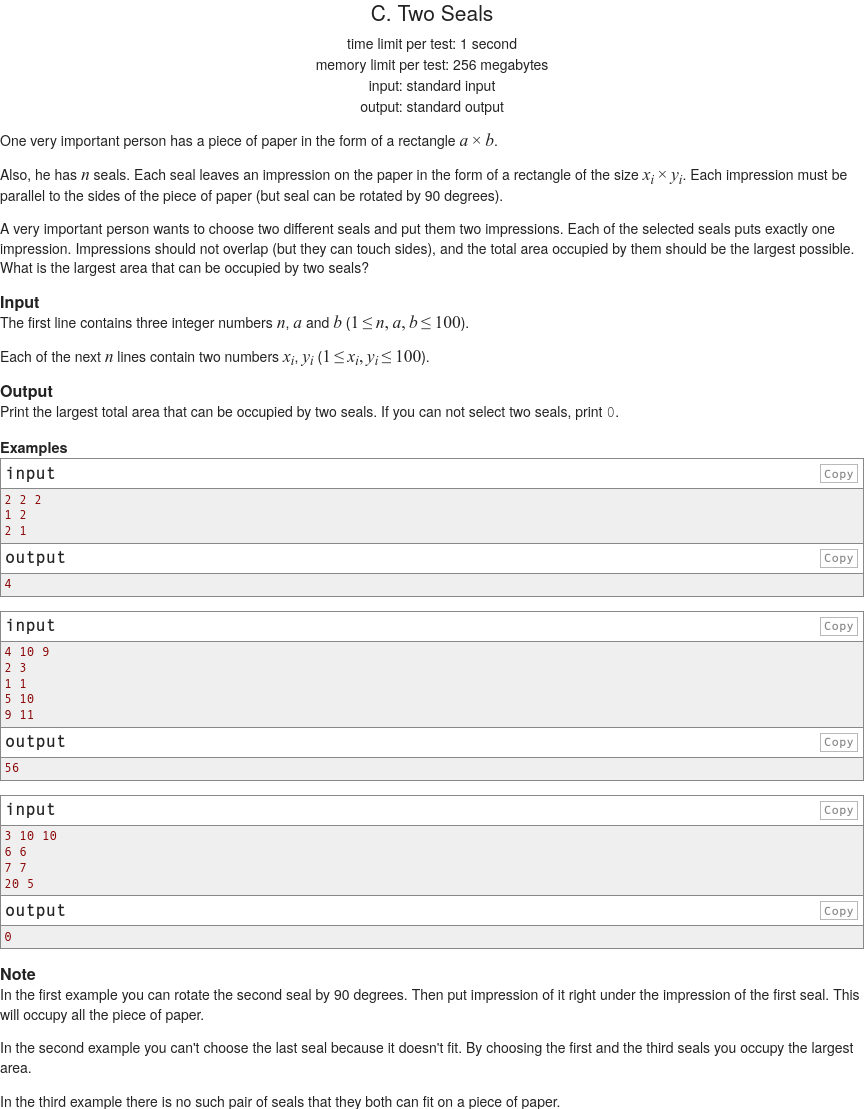 C. Two Seals
time limit per test: 1 second
memory limit per test: 256 megabytes
input: standard input
output: standard output
One very important person has a piece of paper in the form of a rectangle a × b.
Also, he has n seals. Each seal leaves an impression on the paper in the form of a rectangle of the size xi × yi. Each impression must be
parallel to the sides of the piece of paper (but seal can be rotated by 90 degrees).
A very important person wants to choose two different seals and put them two impressions. Each of the selected seals puts exactly one
impression. Impressions should not overlap (but they can touch sides), and the total area occupied by them should be the largest possible.
What is the largest area that can be occupied by two seals?
Input
The first line contains three integer numbers n, a and b (1 ≤ n, a, b ≤ 100).
Each of the next n lines contain two numbers xi, yi (1 ≤ xi, yi ≤ 100).
Output
Print the largest total area that can be occupied by two seals. If you can not select two seals, print 0.
Examples
input Copy
2 2 2
1 2
2 1
output Copy
4
input Copy
4 10 9
2 3
1 1
5 10
9 11
output Copy
56
input Copy
3 10 10
6 6
7 7
20 5
output Copy
0
Note
In the first example you can rotate the second seal by 90 degrees. Then put impression of it right under the impression of the first seal. This
will occupy all the piece of paper.
In the second example you can't choose the last seal because it doesn't fit. By choosing the first and the third seals you occupy the largest
area.
In the third example there is no such pair of seals that they both can fit on a piece of paper.